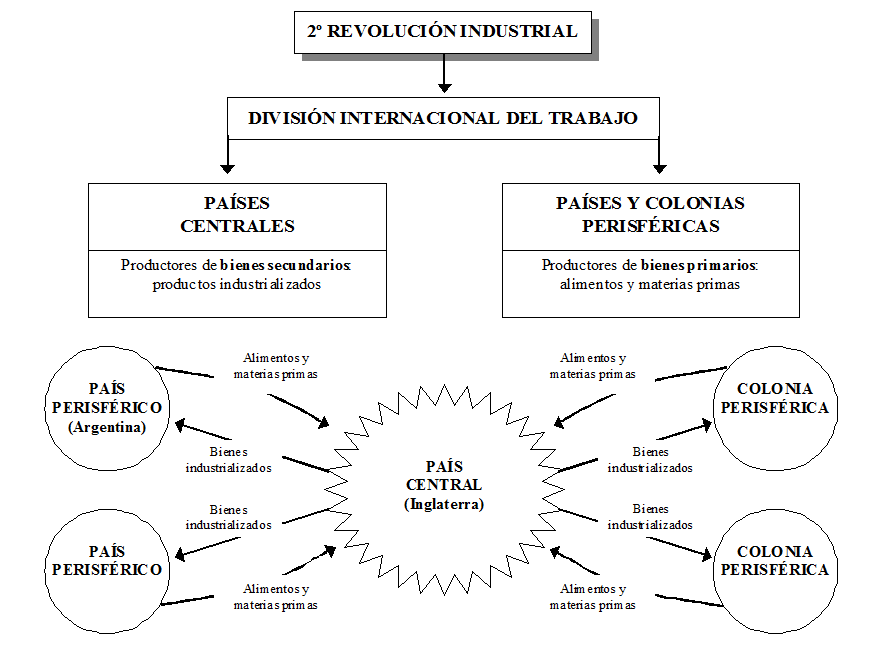 2º REVOLUCIÓN INDUSTRIAL
DIVISIÓN INTERNACIONAL DEL TRABAJO
PAÍSES
CENTRALES
Productores de bienes secundarios:
productos industrializados
PAÍSES Y COLONIAS
PERISFÉRICAS
Productores de bienes primarios:
alimentos y materias primas
PAÍS
PERISFÉRICO
(Argentina)
Alimentos y
materias primas
Bienes
industrializados
PAÍS
PERISFÉRICO
Bienes
industrializados
Alimentos y
materias primas
PAÍS
CENTRAL
(Inglaterra)
Alimentos y
materias primas
COLONIA
PERISFÉRICA
Bienes
industrializados
Bienes
industrializados
COLONIA
PERISFÉRICA
Alimentos y
materias primas